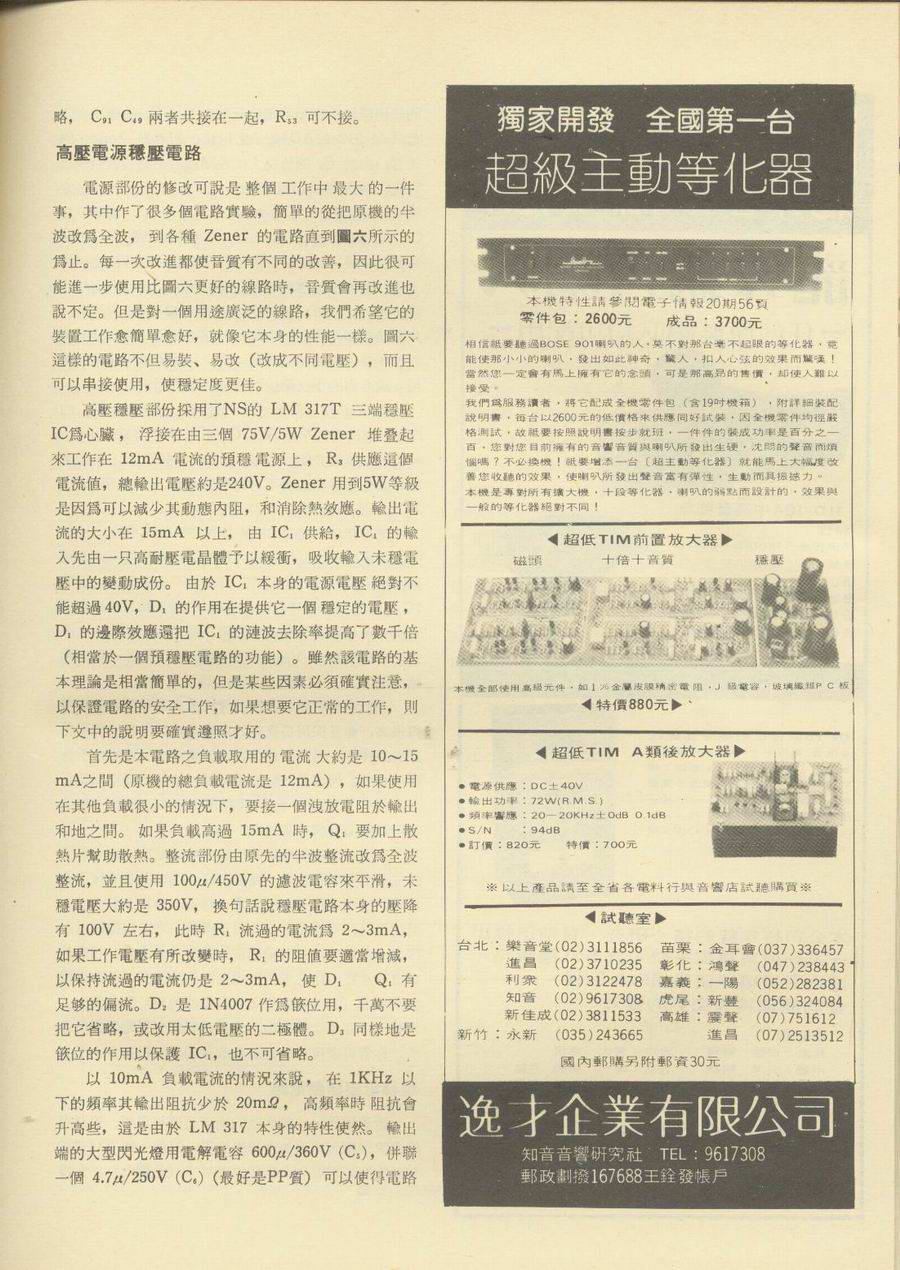 略， C₉₁ C₄₉ 兩者共接在一起，R₅₃ 可不接。
高壓電源穩壓電路
電源部份的修改可說是整個工作中最大的一件
事，其中作了很多個電路實驗，簡單的從把原機的半
波改爲全波，到各種 Zener 的電路直到圖六所示的
爲止。每一次改進都使音質有不同的改善，因此很可
能進一步使用比圖六更好的線路時，音質會再改進也
說不定。但是對一個用途廣泛的線路，我們希望它的
裝置工作愈簡單愈好，就像它本身的性能一樣。圖六
這樣的電路不但易裝、易改（改成不同電壓），而且
可以串接使用，使穩定度更佳。
高壓穩壓部份採用了NS的 LM 317T 三端穩壓
IC爲心臟，浮接在由三個 75V/5W Zener 堆疊起
來工作在 12mA 電流的預穩電源上，R₃ 供應這個
電流値，總輸出電壓約是240V。Zener 用到5W等級
是因爲可以減少其動態內阻，和消除熱效應。輸出電
流的大小在 15mA 以上，由 IC₁ 供給，IC₁ 的輸
入先由一只高耐壓電晶體予以緩衝，吸收輸入未穩電
壓中的變動成份。由於 IC₁ 本身的電源電壓絕對不
能超過40V，D₁ 的作用在提供它一個穩定的電壓，
D₁ 的邊際效應還把 IC₁ 的漣波去除率提高了數千倍
（相當於一個預穩壓電路的功能）。雖然該電路的基
本理論是相當簡單的，但是某些因素必須確實注意，
以保證電路的安全工作，如果想要它正常的工作，則
下文中的說明要確實遵照才好。
首先是本電路之負載取用的電流大約是 10～15
mA之間（原機的總負載電流是 12mA），如果使用
在其他負載很小的情況下，要接一個洩放電阻於輸出
和地之間。如果負載高過 15mA 時，Q₁ 要加上散
熱片幫助散熱。整流部份由原先的半波整流改爲全波
整流，並且使用 100μ/450V 的濾波電容來平滑，未
穩電壓大約是 350V，換句話說穩壓電路本身的壓降
有 100V 左右，此時 R₁ 流過的電流爲 2～3mA，
如果工作電壓有所改變時，R₁ 的阻値要適當增減，
以保持流過的電流仍是 2～3mA，使 D₁ Q₁ 有
足够的偏流。D₂ 是 1N4007 作爲篏位用，千萬不要
把它省略，或改用太低電壓的二極體。D₃ 同樣地是
篏位的作用以保護 IC₁，也不可省略。
以 10mA 負載電流的情況來說，在 1KHz 以
下的頻率其輸出阻抗少於 20mΩ，高頻率時阻抗會
升高些，這是由於 LM 317 本身的特性使然。輸出
端的大型閃光燈用電解電容 600μ/360V (C₅)，併聯
一個 4.7μ/250V (C₆)（最好是PP質）可以使得電路
獨家開發 全國第一台
超級主動等化器
本機特性請參閱電子情報20期56頁
零件包：2600元 成品：3700元
相信祇要聽過BOSE 901喇叭的人，莫不對那台毫不起眼的等化器，竟
能使那小小的喇叭，發出如此神奇，驚人，扣人心弦的效果而驚嘆！
當然您一定會有馬上擁有它的念頭，可是那高昂的售價，却使人難以
接受。
我們爲服務讀者，將它配成全機零件包（含19吋機箱），附詳細裝配
說明書，每台以2600元的低價格來供應同好試裝，因全機零件均徑嚴
格測試，故祇要按照說明書按步就班，一件件的裝成功率是百分之一
百，您對您目前擁有的音響音質與喇叭所發出生硬，沈悶的聲音而煩
惱嗎？不必換機！祇要增添一台〔超主動等化器〕就能馬上大幅度改
善您收聽的效果，使喇叭所發出聲音富有彈性，生動而具振撼力。
本機是專對所有擴大機，十段等化器，喇叭的弱點而設計的，效果與
一般的等化器絕對不同！
◀超低TIM前置放大器▶
磁頭 十倍十音質 穩壓
本機全部使用高級元件，如1％金屬皮膜精密電阻，J 級電容，玻璃纖維P C 板
◀特價880元▶
◀超低TIM A類後放大器▶
●電源供應：DC±40V
●輸出功率：72W(R.M.S.)
●頻率響應：20－20KHz±0dB 0.1dB
●S/N ：94dB
●訂價：820元 特價：700元
※以上產品請至全省各電料行與音響店試聽購買※
◀試聽室▶
台北：樂音堂(02)3111856 苗栗：金耳會(037)336457
進昌 (02)3710235 彰化：鴻聲 (047)238443
利衆 (02)3122478 嘉義：一陽 (052)282381
知音 (02)9617308 虎尾：新豐 (056)324084
新佳成(02)3811533 高雄：震聲 (07)751612
新竹：永新 (035)243665 進昌 (07)2513512
國內郵購另附郵資30元
逸才企業有限公司
知音音響研究社 TEL：9617308
郵政劃撥167688王銓發帳戶